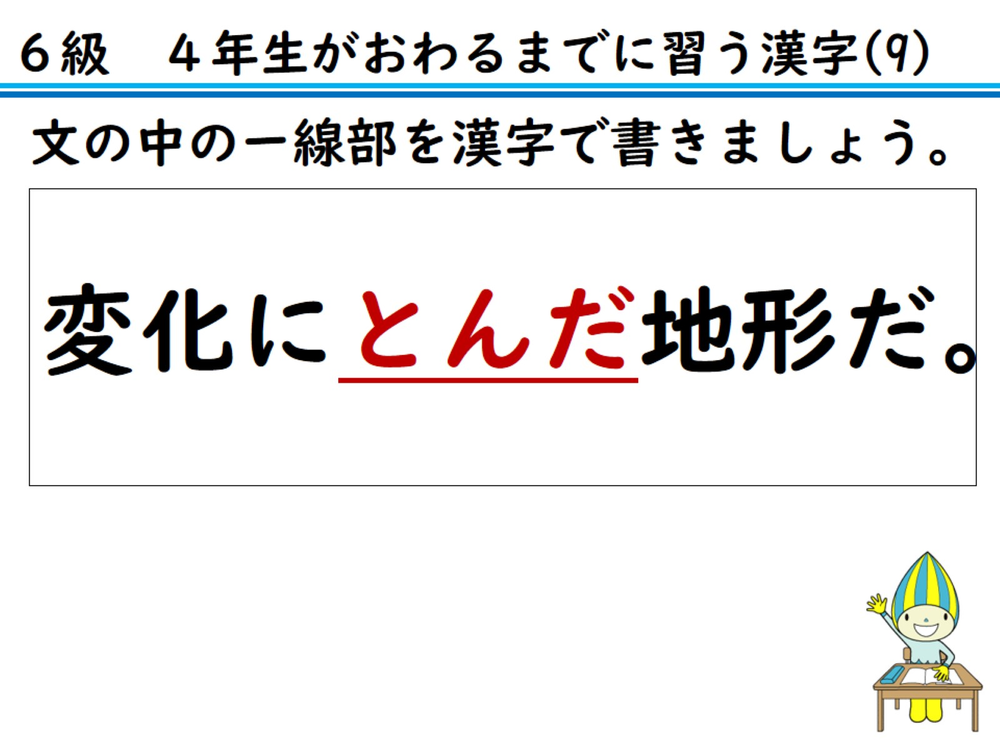 ６級　４年生がおわるまでに習う漢字(9)
文の中の一線部を漢字で書きましょう。
変化にとんだ地形だ。